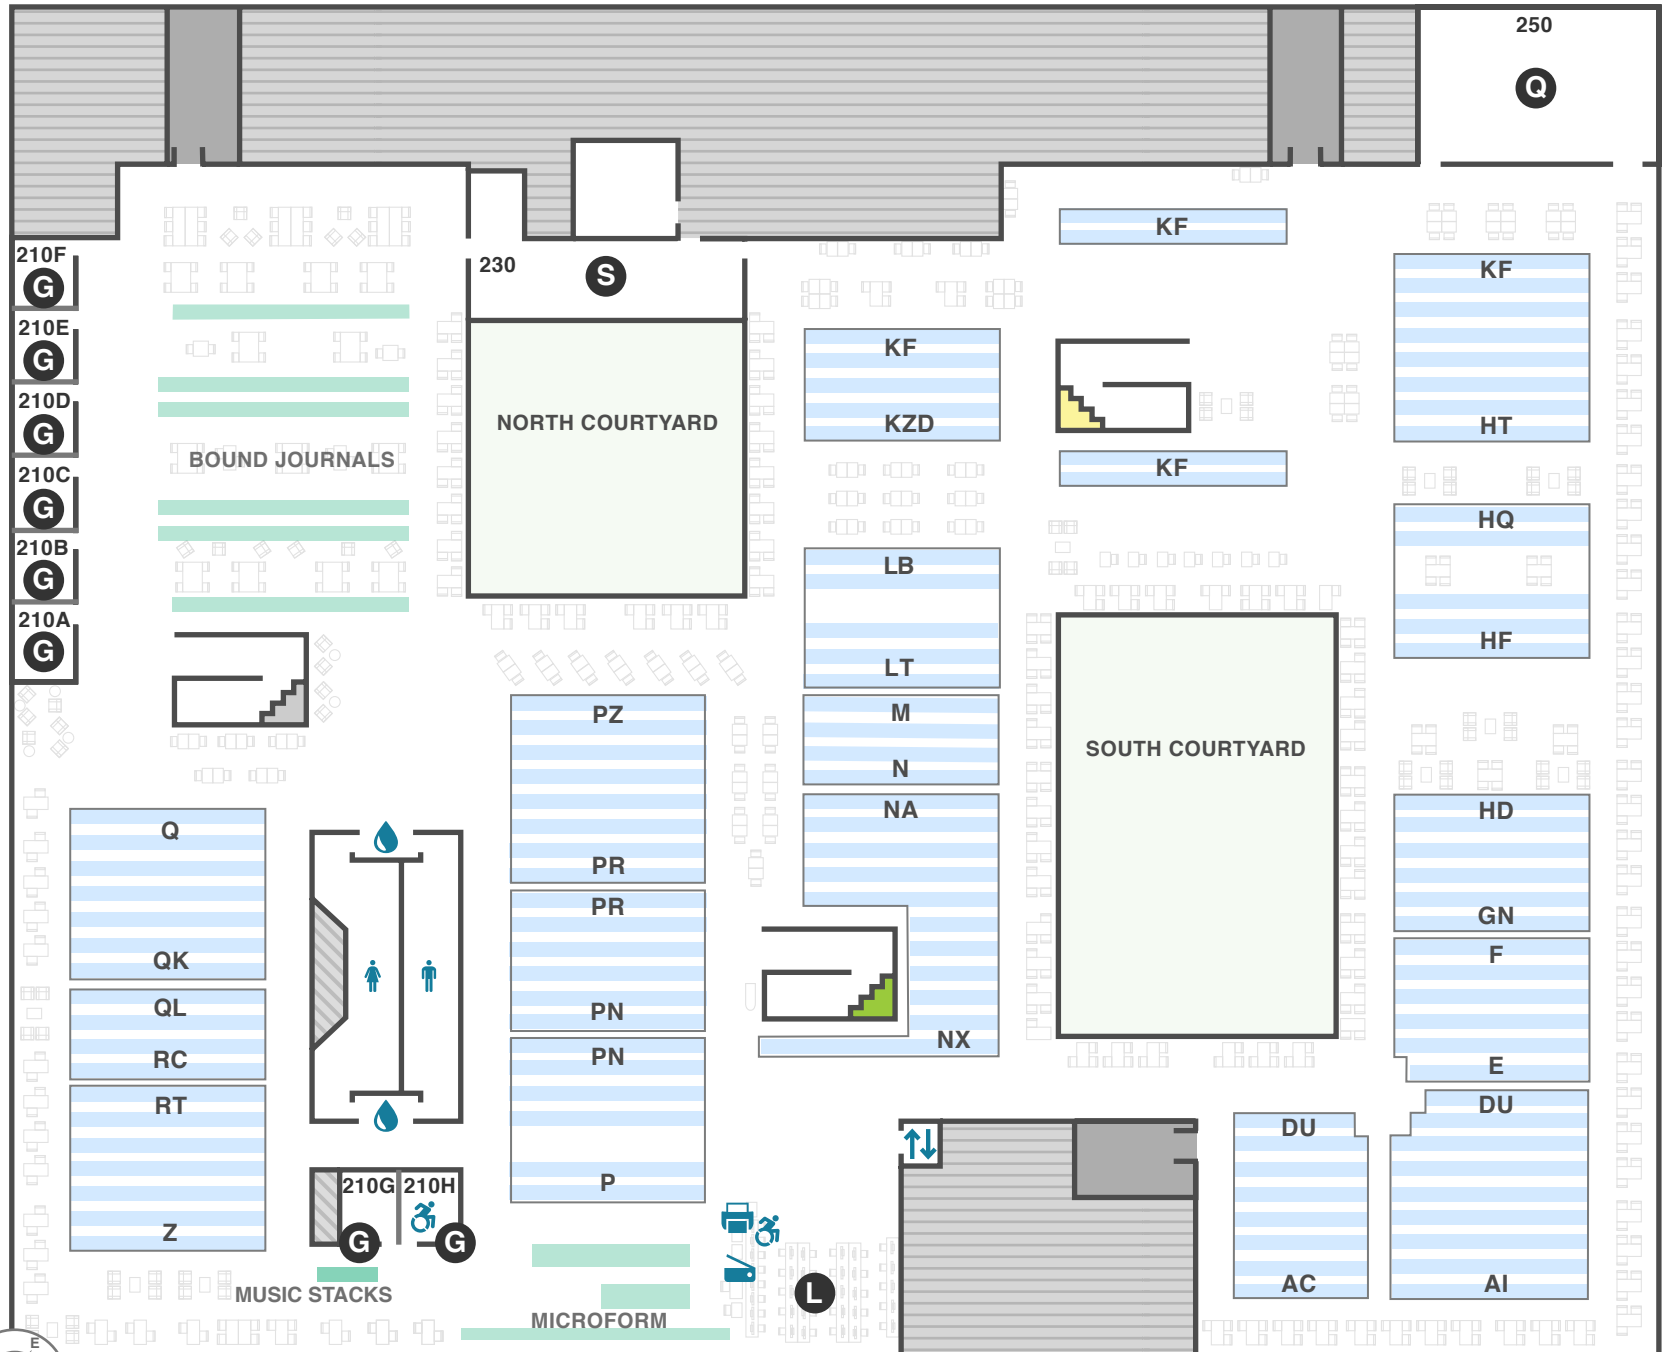 250
Q
KF
210F
G
230
S
KF
210E
G
KF
210D
G
NORTH COURTYARD
KZD
HT
BOUND JOURNALS
KF
210C
G
HQ
210B
G
LB
210A
G
HF
LT
PZ
M
SOUTH COURTYARD
N
Q
NA
HD
PR
PR
GN
QK
F
QL
PN
NX
RC
PN
E
RT
DU
DU
210G
210H
P
Z
G
G
AC
AI
MUSIC STACKS
L
MICROFORM
E